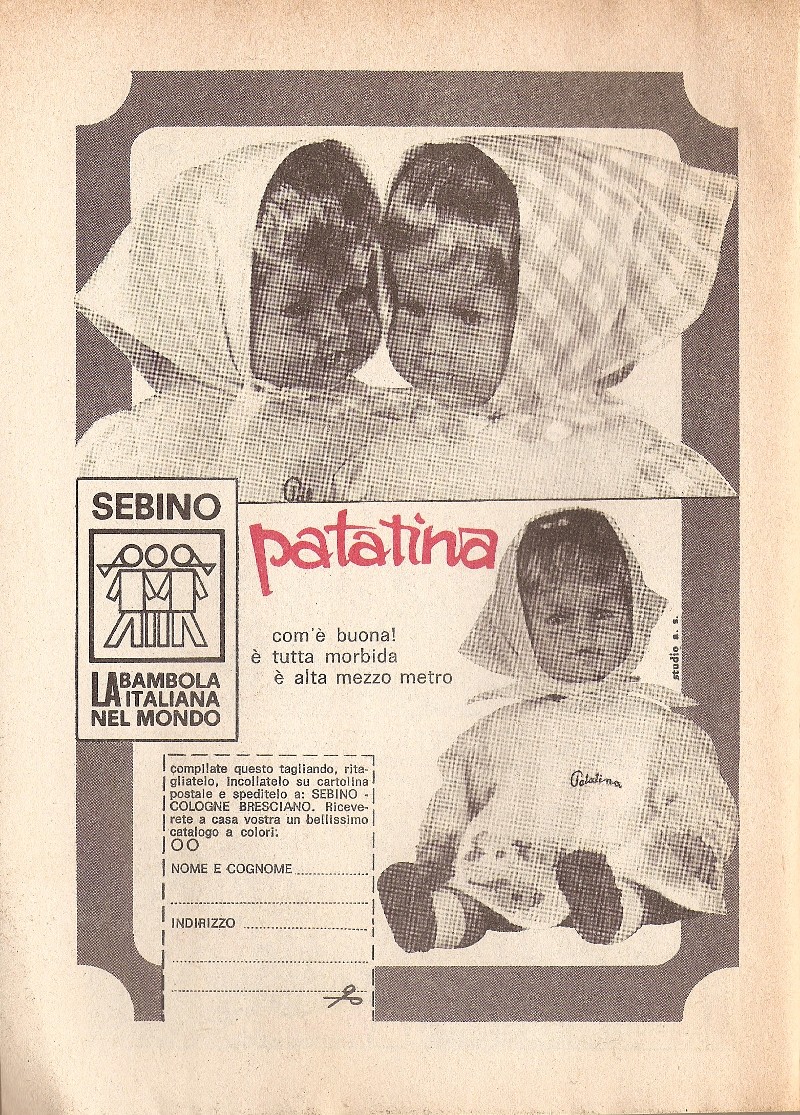 SEBINO
LA BAMBOLA
ITALIANA
NEL MONDO
patatina
com'è buona!
è tutta morbida
è alta mezzo metro
studio a. s.
Patatina
compilate questo tagliando, rita-
gliatelo, incollatelo su cartolina
postale e speditelo a: SEBINO -
COLOGNE BRESCIANO. Riceve-
rete a casa vostra un bellissimo
catalogo a colori:
OO
NOME E COGNOME
INDIRIZZO